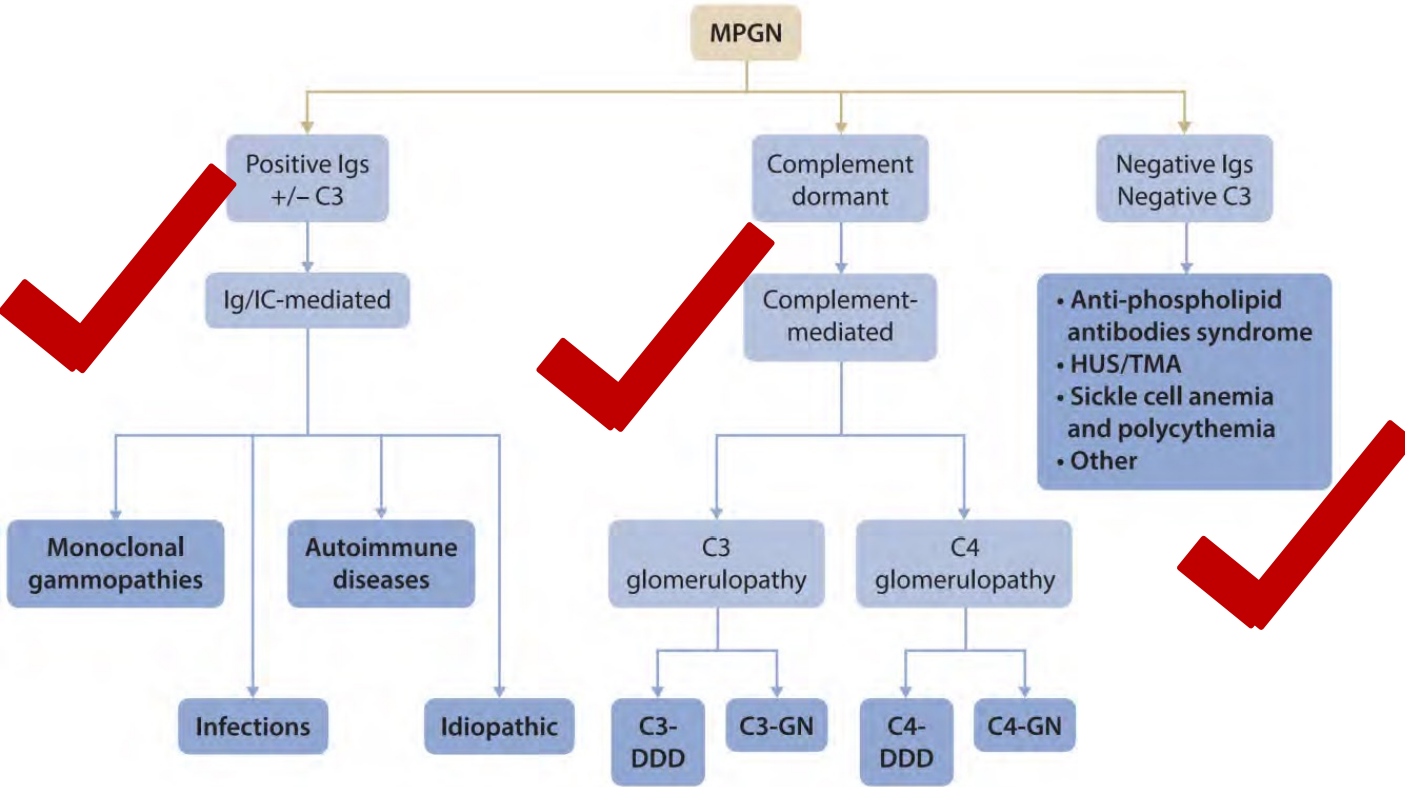 MPGN
Positive Igs
+/– C3
Complement
dormant
Negative Igs
Negative C3
Ig/IC-mediated
Complement-
mediated
• Anti-phospholipid
antibodies syndrome
• HUS/TMA
• Sickle cell anemia
and polycythemia
• Other
Monoclonal
gammopathies
Autoimmune
diseases
C3
glomerulopathy
C4
glomerulopathy
Infections
Idiopathic
C3-
DDD
C3-GN
C4-
DDD
C4-GN